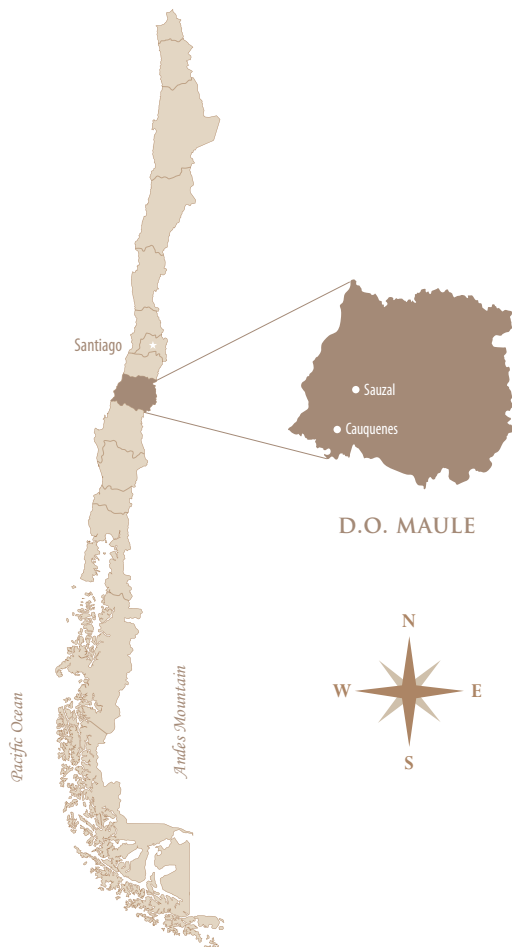 Santiago
Sauzal
Cauquenes
D.O. MAULE
N
W
E
S
Pacific Ocean
Andes Mountain